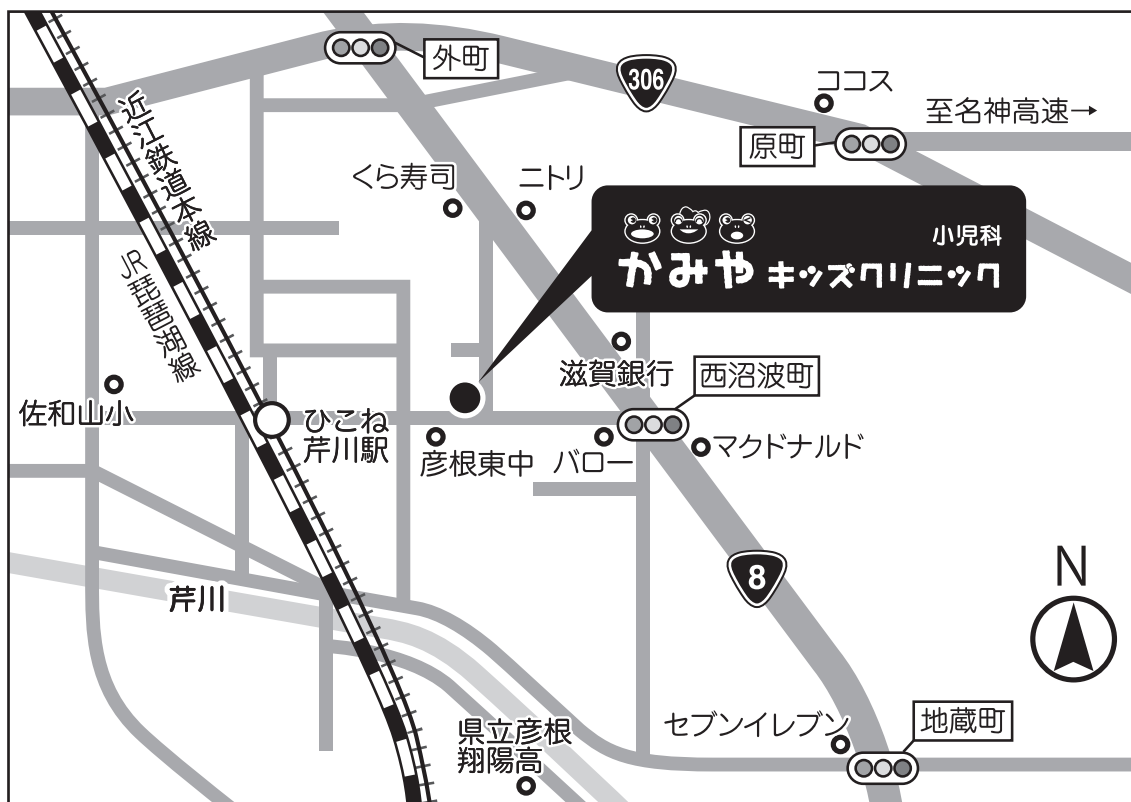 外町
306
ココス
至名神高速→
原町
近江鉄道本線
くら寿司
ニトリ
小児科
かみや キッズクリニック
JR琵琶湖線
滋賀銀行
西沼波町
佐和山小
ひこね
芹川駅
彦根東中
バロー
マクドナルド
8
N
芹川
県立彦根
翔陽高
セブンイレブン
地蔵町